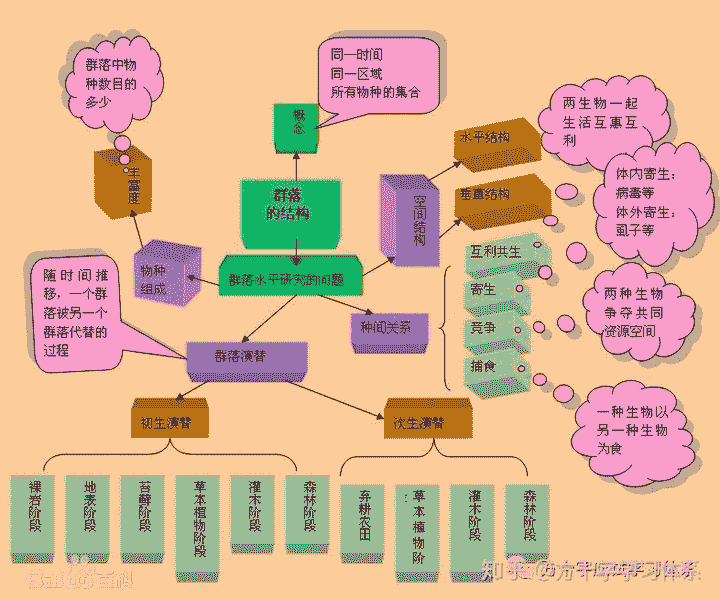 群落中物
种数目的
多少
同一时间
同一区域
所有物种的集合
概念
两生物一起
生活互惠互
利
水平结构
丰富度
群落
的结构
空间结构
垂直结构
体内寄生：
病毒等
体外寄生：
虱子等
互利共生
物种
组成
群落水平研究的问题
寄生
随时间推
移，一个群
落被另一个
群落代替的
过程
种间关系
竞争
两种生物
争夺共同
资源空间
群落演替
捕食
一种生物以
另一种生物
为食
初生演替
次生演替
裸岩阶段
地衣阶段
苔藓阶段
草本植物阶段
灌木阶段
森林阶段
弃耕农田
草本植物阶
灌木阶段
森林阶段
Baidu百科
知乎